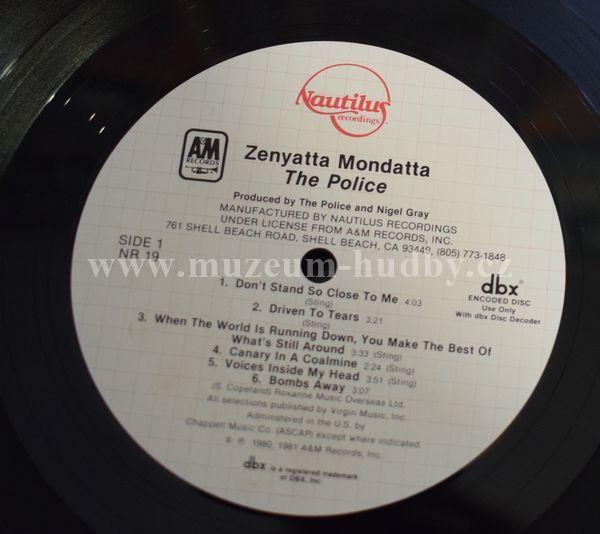 Nautilus
recordings
A&M
RECORDS
Zenyatta Mondatta
The Police
Produced by The Police and Nigel Gray
MANUFACTURED BY NAUTILUS RECORDINGS
UNDER LICENSE FROM A&M RECORDS, INC.
761 SHELL BEACH ROAD, SHELL BEACH, CA 93449, (805) 773-1848
SIDE 1
NR 19
www.muzeum-hudby.cz
dbx®
ENCODED DISC
Use Only
With dbx Disc Decoder
1. Don't Stand So Close To Me 4:03
(Sting)
2. Driven To Tears 3:21
(Sting)
3. When The World Is Running Down, You Make The Best Of
What's Still Around 3:33 (Sting)
4. Canary In A Coalmine 2:24 (Sting)
5. Voices Inside My Head 3:51 (Sting)
6. Bombs Away 3:07
(S. Copeland) Roxanne Music Overseas Ltd.
All selections published by Virgin Music, Inc.
Adminstered in the U.S. by
Chappell Music Co. (ASCAP) except where indicated.
© ℗ 1980, 1981 A&M Records, Inc.
dbx is a registered trademark
of DBX, Inc.